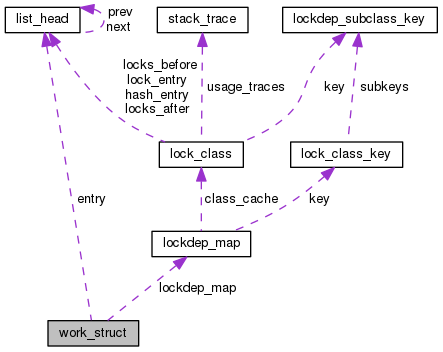 list_head
prev
next
stack_trace
lockdep_subclass_key
locks_before
lock_entry
hash_entry
locks_after
usage_traces
key
subkeys
lock_class
lock_class_key
entry
class_cache
key
lockdep_map
lockdep_map
work_struct